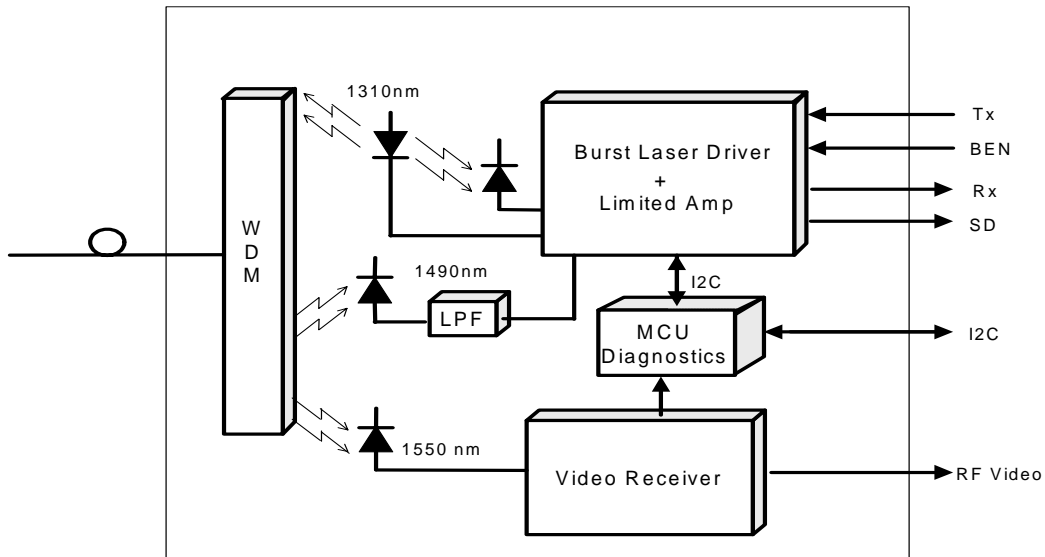 1310nm
Tx
BEN
Rx
SD
Burst Laser Driver
+
Limited Amp
W
D
M
1490nm
LPF
I2C
MCU
Diagnostics
I2C
1550 nm
Video Receiver
RF Video